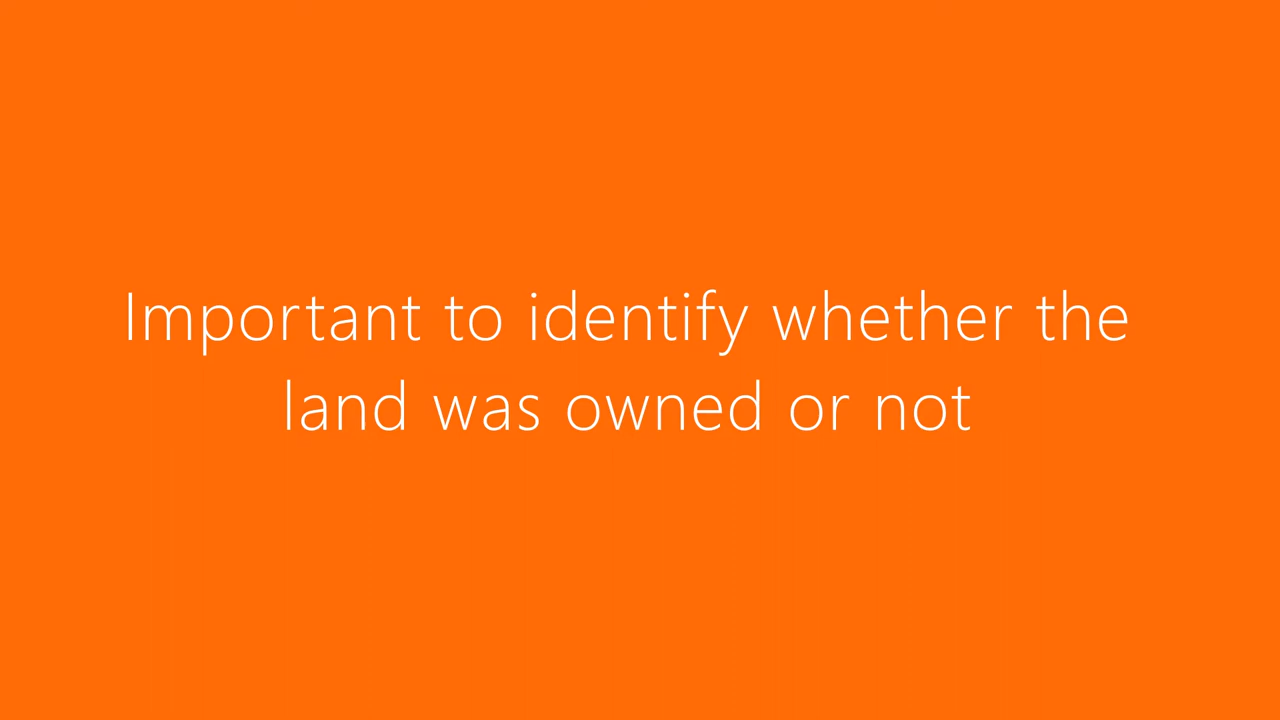 Important to identify whether the
land was owned or not